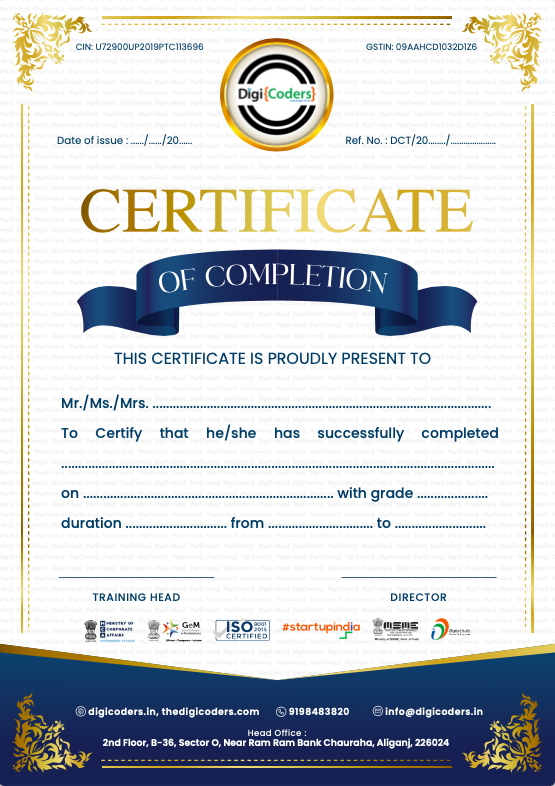 CIN: U72900UP2019PTC113696
GSTIN: 09AAHCD1032D1Z6
Digi{Coders}
Date of issue : ....../....../20......
Ref. No. : DCT/20......../.....................
CERTIFICATE
OF COMPLETION
THIS CERTIFICATE IS PROUDLY PRESENT TO
Mr./Ms./Mrs. ..........................................................................................
To Certify that he/she has successfully completed
..................................................................................................................
on .................................................................. with grade ...................
duration ........................... from ............................ to ........................
TRAINING HEAD
DIRECTOR
MINISTRY OF
CORPORATE
AFFAIRS
GeM
ISO 9001
2015
CERTIFIED
#startupindia
MSME
Digital India
digicoders.in, thedigicoders.com
9198483820
info@digicoders.in
Head Office :
2nd Floor, B-36, Sector O, Near Ram Ram Bank Chauraha, Aliganj, 226024